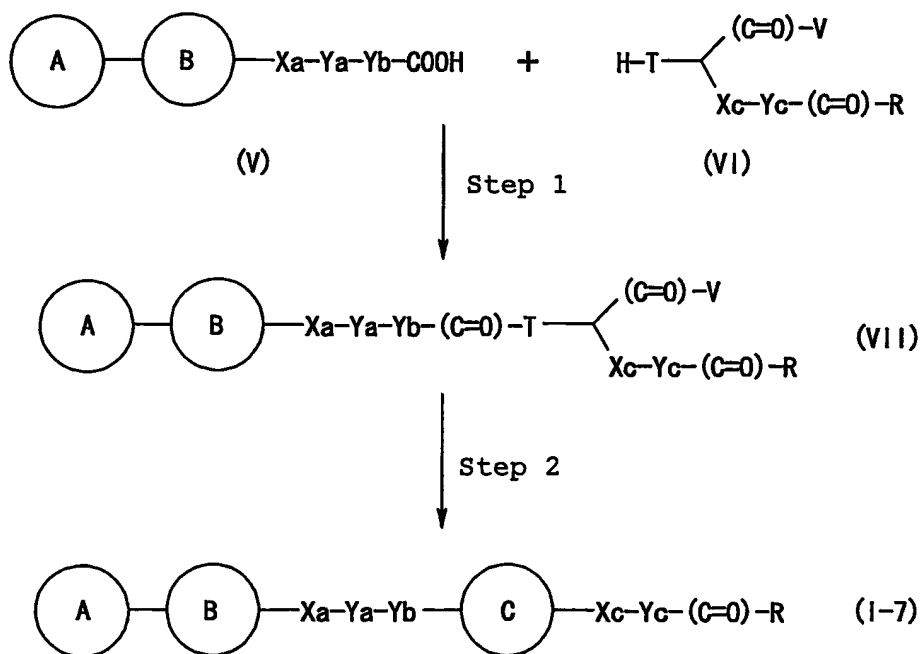 (C=O)-V
A B Xa-Ya-Yb-COOH + H-T
Xc-Yc-(C=O)-R
(V) (VI)
Step 1
(C=O)-V
A B Xa-Ya-Yb-(C=O)-T (VII)
Xc-Yc-(C=O)-R
Step 2
A B Xa-Ya-Yb C Xc-Yc-(C=O)-R (I-7)